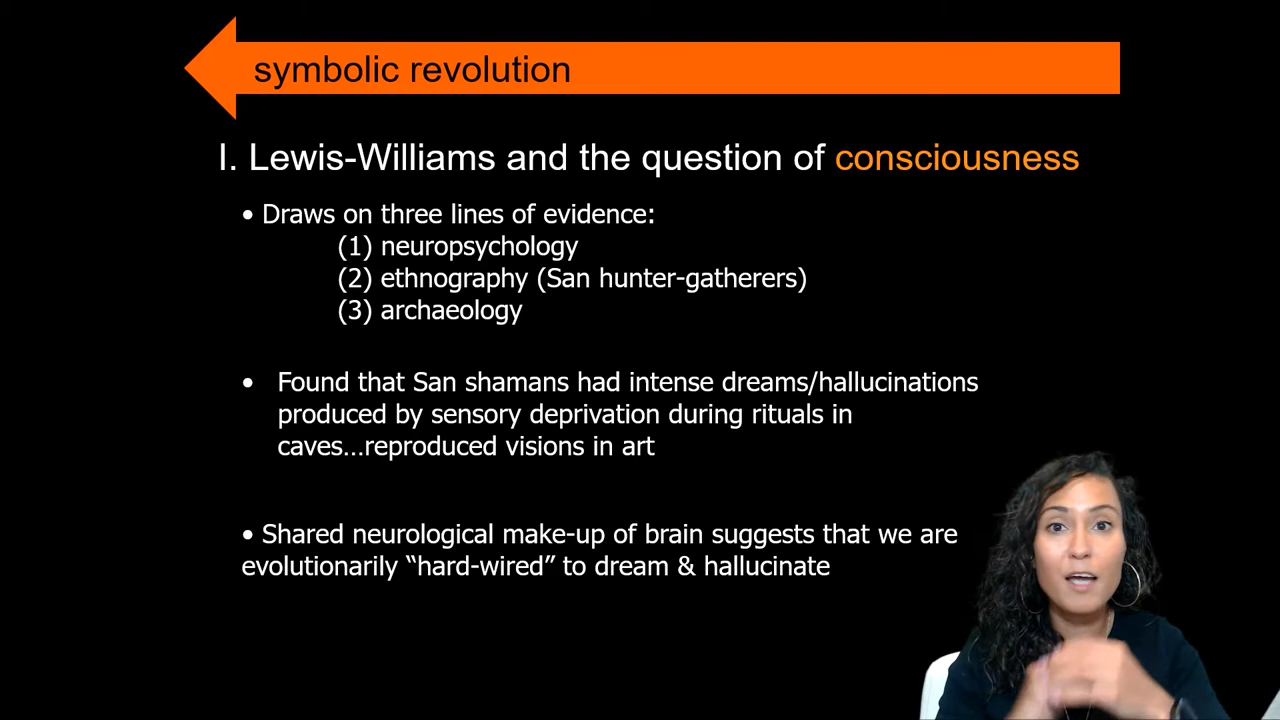 symbolic revolution
I. Lewis-Williams and the question of consciousness
• Draws on three lines of evidence:
(1) neuropsychology
(2) ethnography (San hunter-gatherers)
(3) archaeology
• Found that San shamans had intense dreams/hallucinations
produced by sensory deprivation during rituals in
caves…reproduced visions in art
• Shared neurological make-up of brain suggests that we are
evolutionarily “hard-wired” to dream & hallucinate